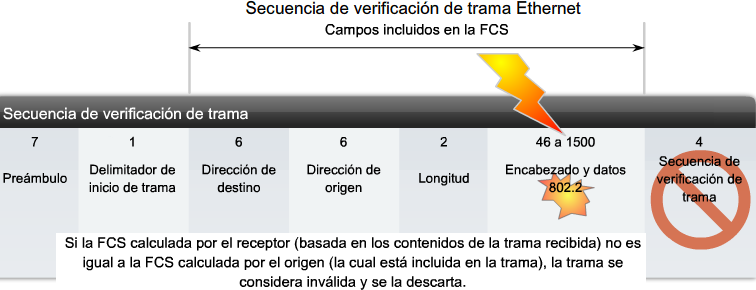 Secuencia de verificación de trama Ethernet
Campos incluidos en la FCS
Secuencia de verificación de trama
7 1 6 6 2 46 a 1500 4
Preámbulo
Delimitador de
inicio de trama
Dirección de
destino
Dirección de
origen
Longitud
Encabezado y datos
802.2
Secuencia de
verificación de
trama
Si la FCS calculada por el receptor (basada en los contenidos de la trama recibida) no es
igual a la FCS calculada por el origen (la cual está incluida en la trama), la trama se
considera inválida y se la descarta.